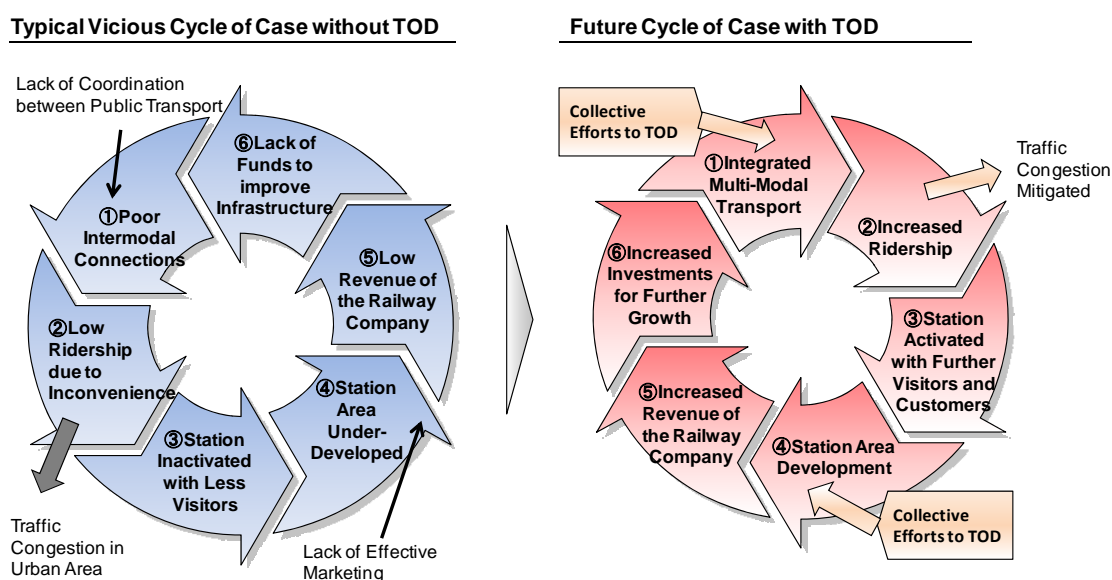 Typical Vicious Cycle of Case without TOD
Lack of Coordination
between Public Transport
⑥Lack of
Funds to
improve
Infrastructure
①Poor
Intermodal
Connections
⑤Low
Revenue of
the Railway
Company
②Low
Ridership
due to
Inconvenience
④Station
Area
Under-
Developed
③Station
Inactivated
with Less
Visitors
Traffic
Congestion in
Urban Area
Lack of Effective
Marketing
Future Cycle of Case with TOD
Collective
Efforts to TOD
①Integrated
Multi-Modal
Transport
Traffic
Congestion
Mitigated
②Increased
Ridership
⑥Increased
Investments
for Further
Growth
③Station
Activated
with Further
Visitors and
Customers
⑤Increased
Revenue of
the Railway
Company
④Station Area
Development
Collective
Efforts to TOD